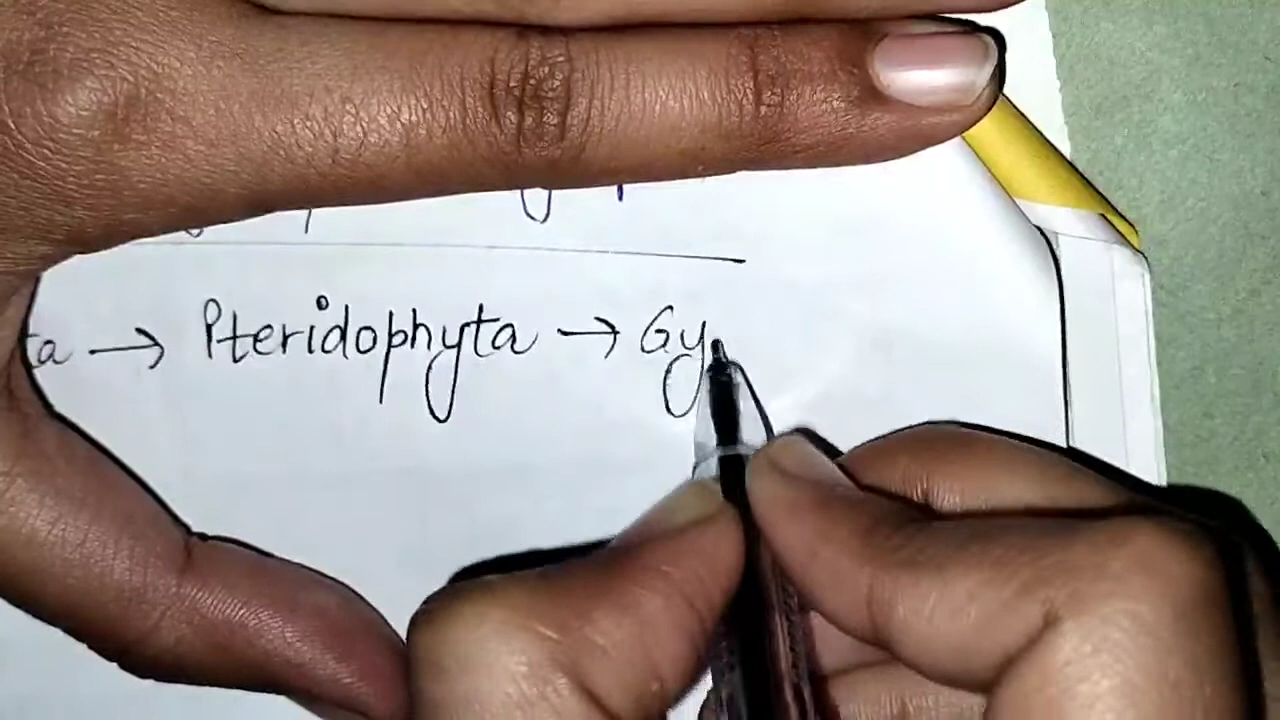 ta → Pteridophyta → Gy